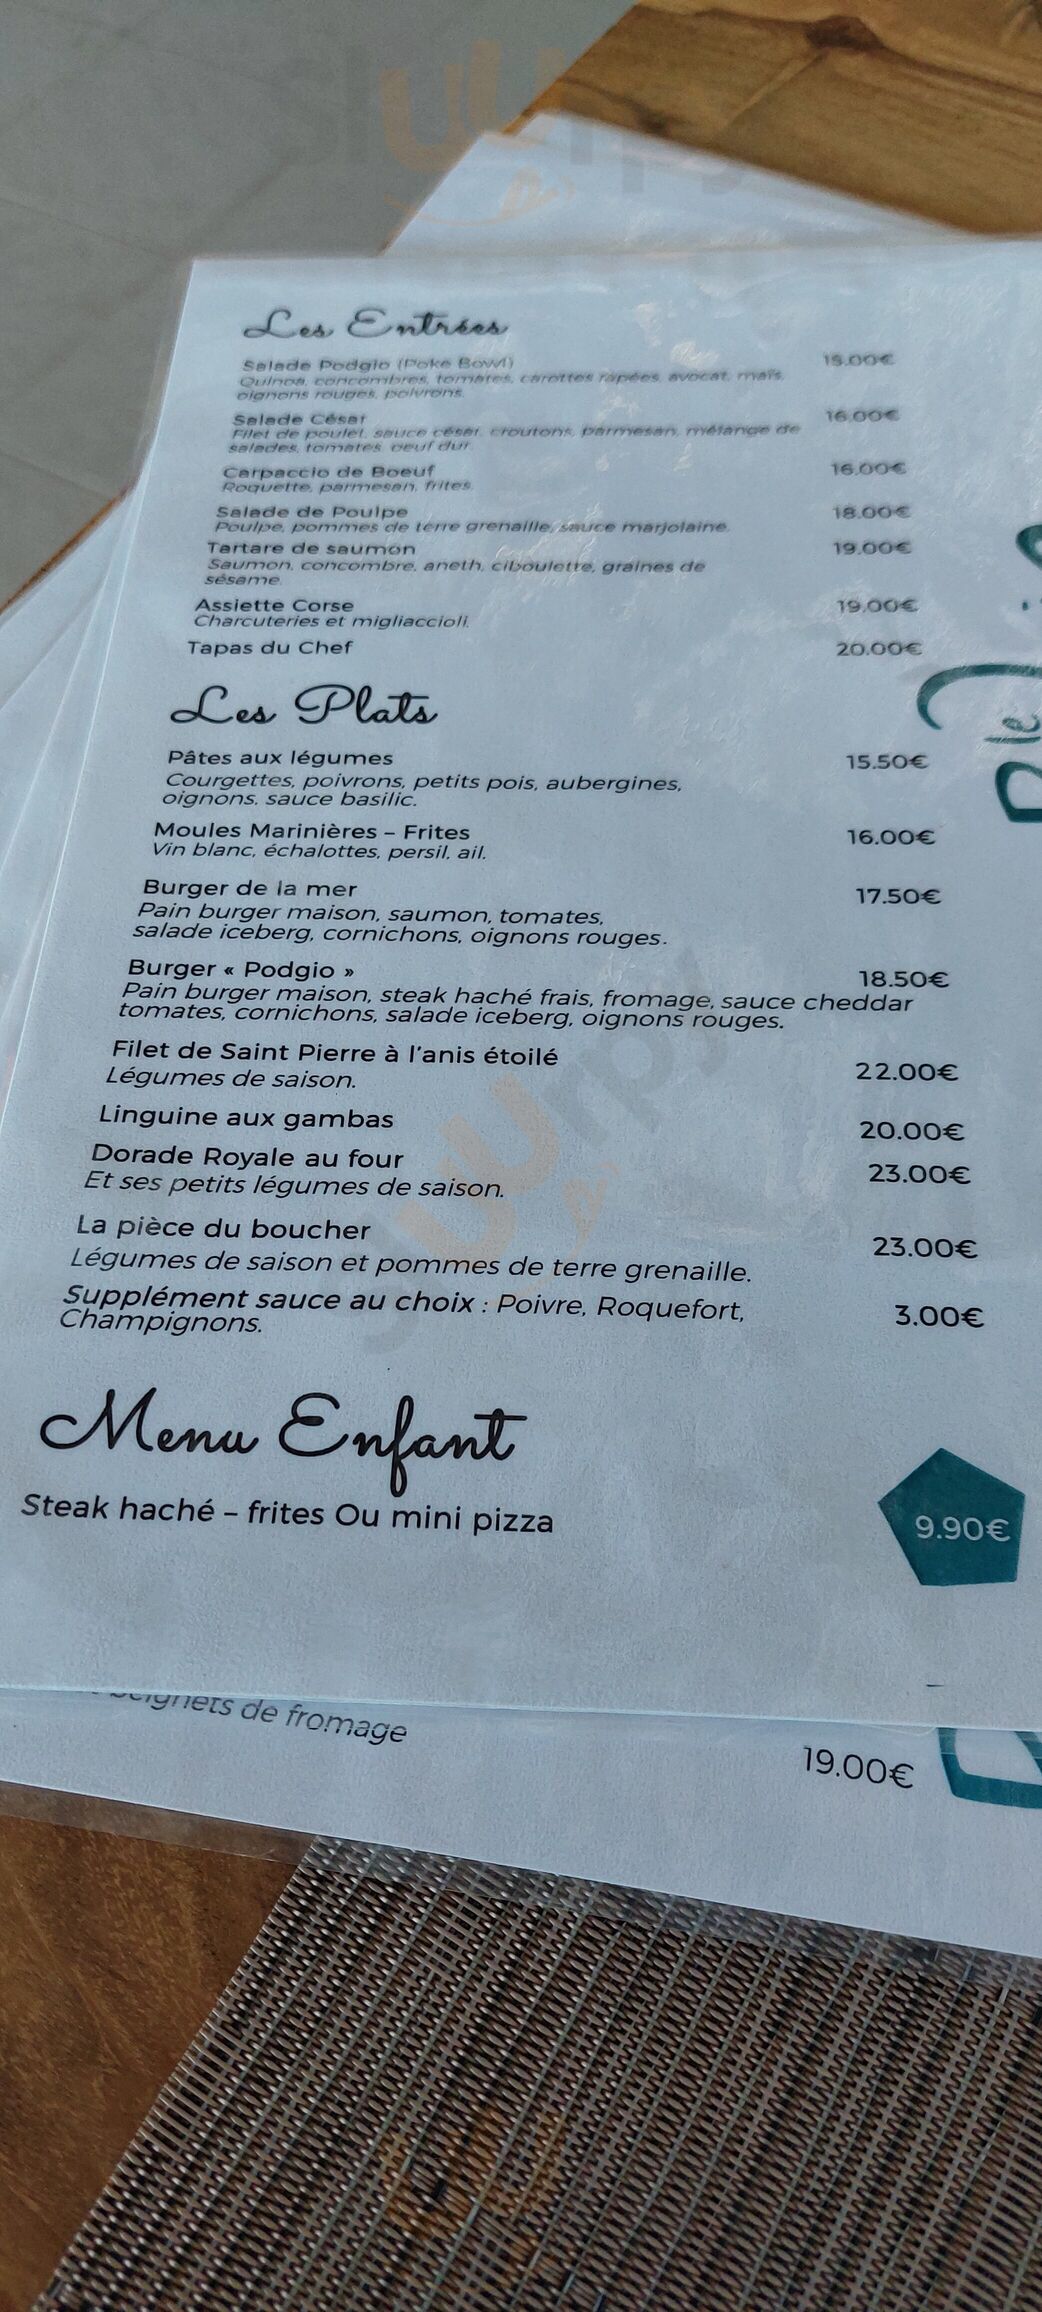 Les Entrées
Salade Podgio (Poke Bowl)
Quinoa, concombres, tomates, carottes rapées, avocat, maïs,
oignons rouges, poivrons.
Salade César 16.00€
Filet de poulet, sauce césar, croutons, parmesan, mélange de
salades, tomates, oeuf dur.
Carpaccio de Boeuf 16.00€
Roquette, parmesan, frites.
Salade de Poulpe 18.00€
Poulpe, pommes de terre grenaille, sauce marjolaine.
Tartare de saumon 19.00€
Saumon, concombre, aneth, ciboulette, graines de
sésame.
Assiette Corse 19.00€
Charcuteries et migliaccioli.
Tapas du Chef 20.00€
Les Plats
Pâtes aux légumes 15.50€
Courgettes, poivrons, petits pois, aubergines,
oignons, sauce basilic.
Moules Marinières – Frites 16.00€
Vin blanc, échalottes, persil, ail.
Burger de la mer 17.50€
Pain burger maison, saumon, tomates,
salade iceberg, cornichons, oignons rouges.
Burger « Podgio » 18.50€
Pain burger maison, steak haché frais, fromage, sauce cheddar
tomates, cornichons, salade iceberg, oignons rouges.
Filet de Saint Pierre à l'anis étoilé 22.00€
Légumes de saison.
Linguine aux gambas 20.00€
Dorade Royale au four 23.00€
Et ses petits légumes de saison.
La pièce du boucher 23.00€
Légumes de saison et pommes de terre grenaille.
Supplément sauce au choix : Poivre, Roquefort, 3.00€
Champignons.
Menu Enfant
Steak haché – frites Ou mini pizza 9.90€
beignets de fromage
19.00€